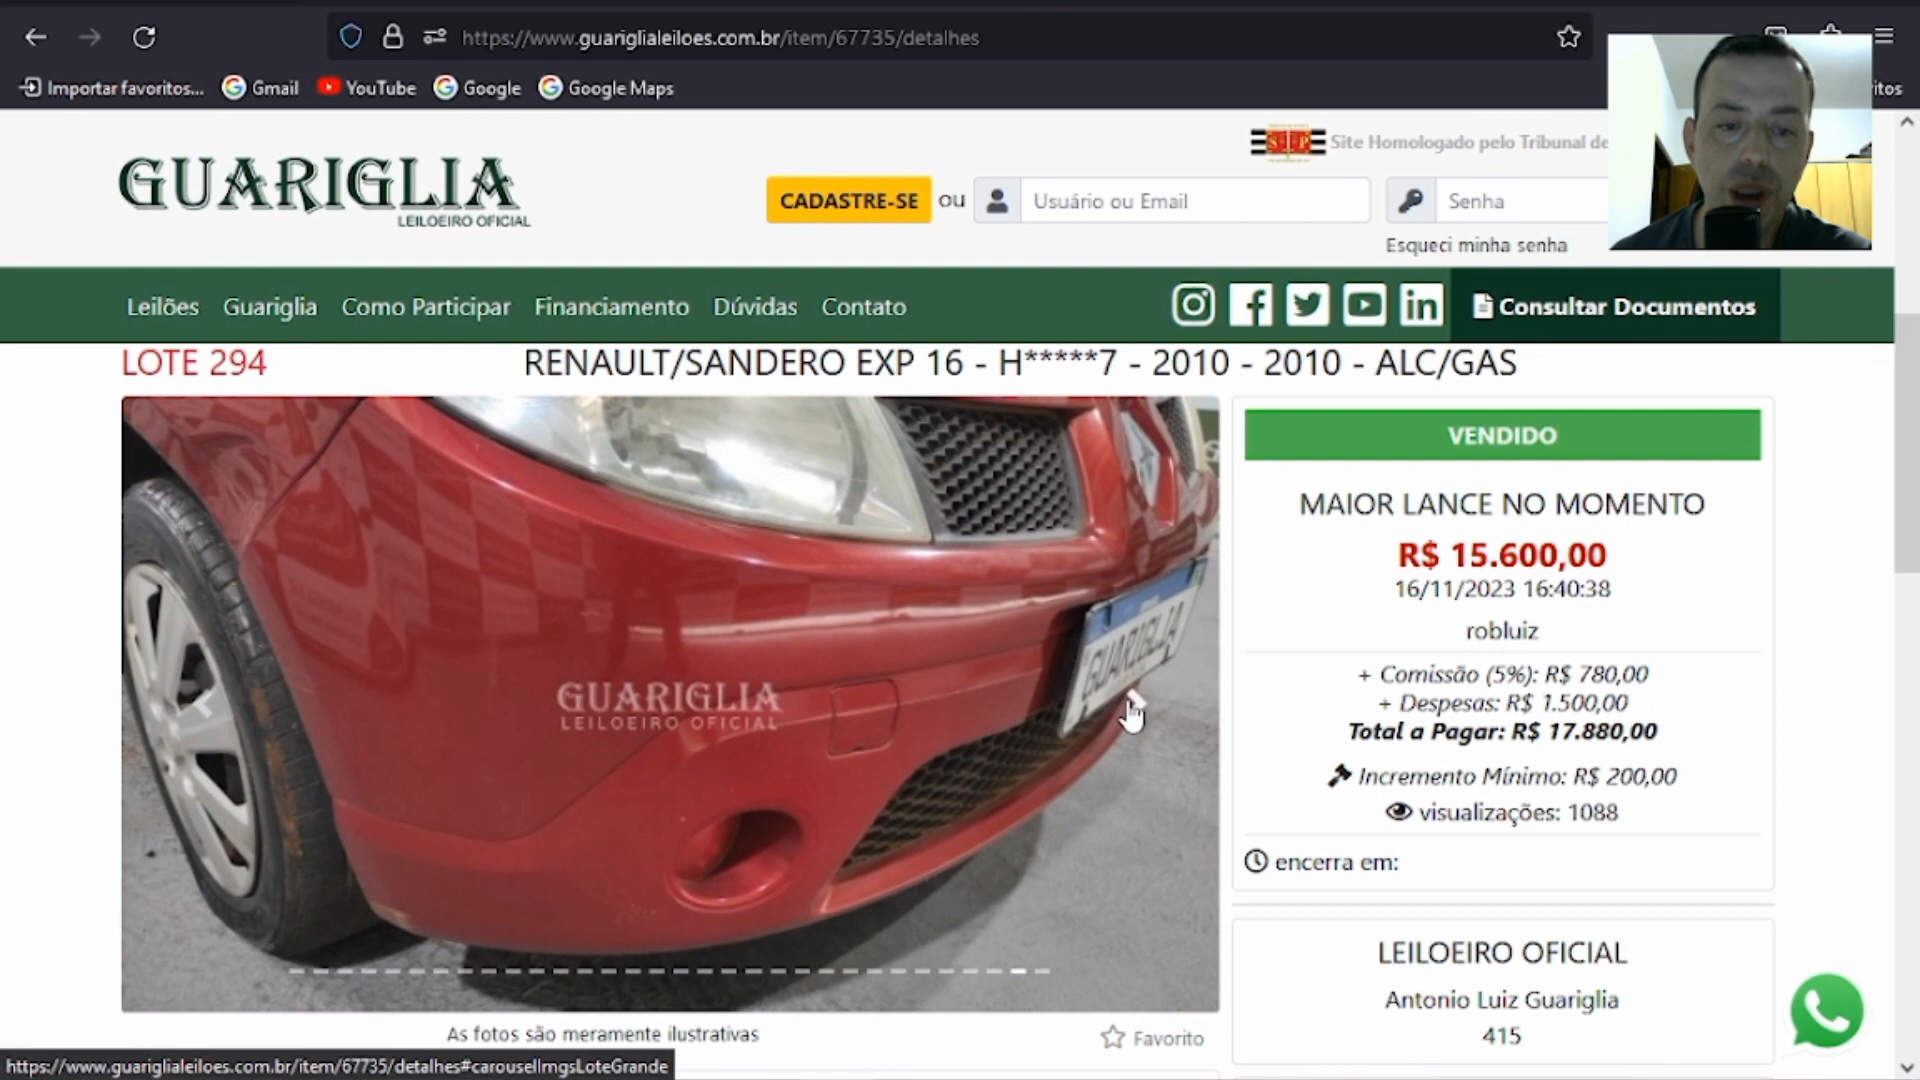 https://www.guariglialeiloes.com.br/item/67735/detalhes
Importar favoritos... Gmail YouTube Google Google Maps
itos
Site Homologado pelo Tribunal de
GUARIGLIA
LEILOEIRO OFICIAL
CADASTRE-SE ou Usuário ou Email Senha
Esqueci minha senha
Leilões Guariglia Como Participar Financiamento Dúvidas Contato Consultar Documentos
LOTE 294 RENAULT/SANDERO EXP 16 - H*****7 - 2010 - 2010 - ALC/GAS
VENDIDO
MAIOR LANCE NO MOMENTO
R$ 15.600,00
16/11/2023 16:40:38
robluiz
+ Comissão (5%): R$ 780,00
+ Despesas: R$ 1.500,00
Total a Pagar: R$ 17.880,00
Incremento Mínimo: R$ 200,00
visualizações: 1088
encerra em:
GUARIGLIA
GUARIGLIA
LEILOEIRO OFICIAL
LEILOEIRO OFICIAL
Antonio Luiz Guariglia
415
As fotos são meramente ilustrativas
Favorito
https://www.guariglialeiloes.com.br/item/67735/detalhes#carouselImgsLoteGrande